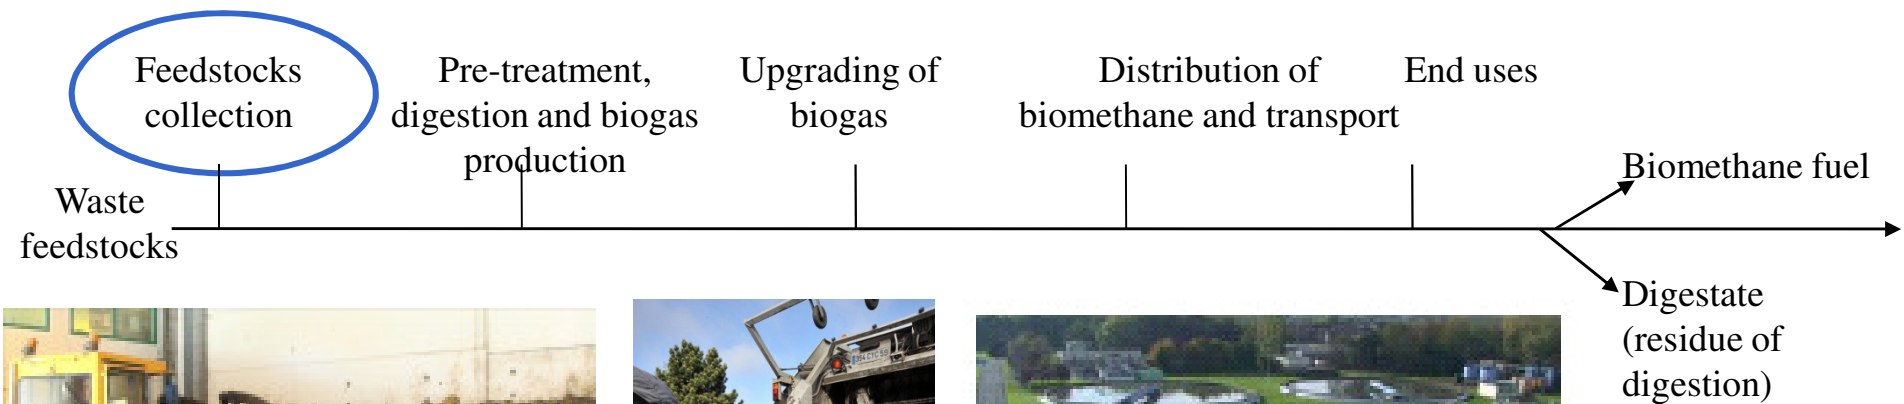 Feedstocks
collection
Pre-treatment,
digestion and biogas
production
Upgrading of
biogas
Distribution of
biomethane and transport
End uses
Waste
feedstocks
Biomethane fuel
Digestate
(residue of
digestion)